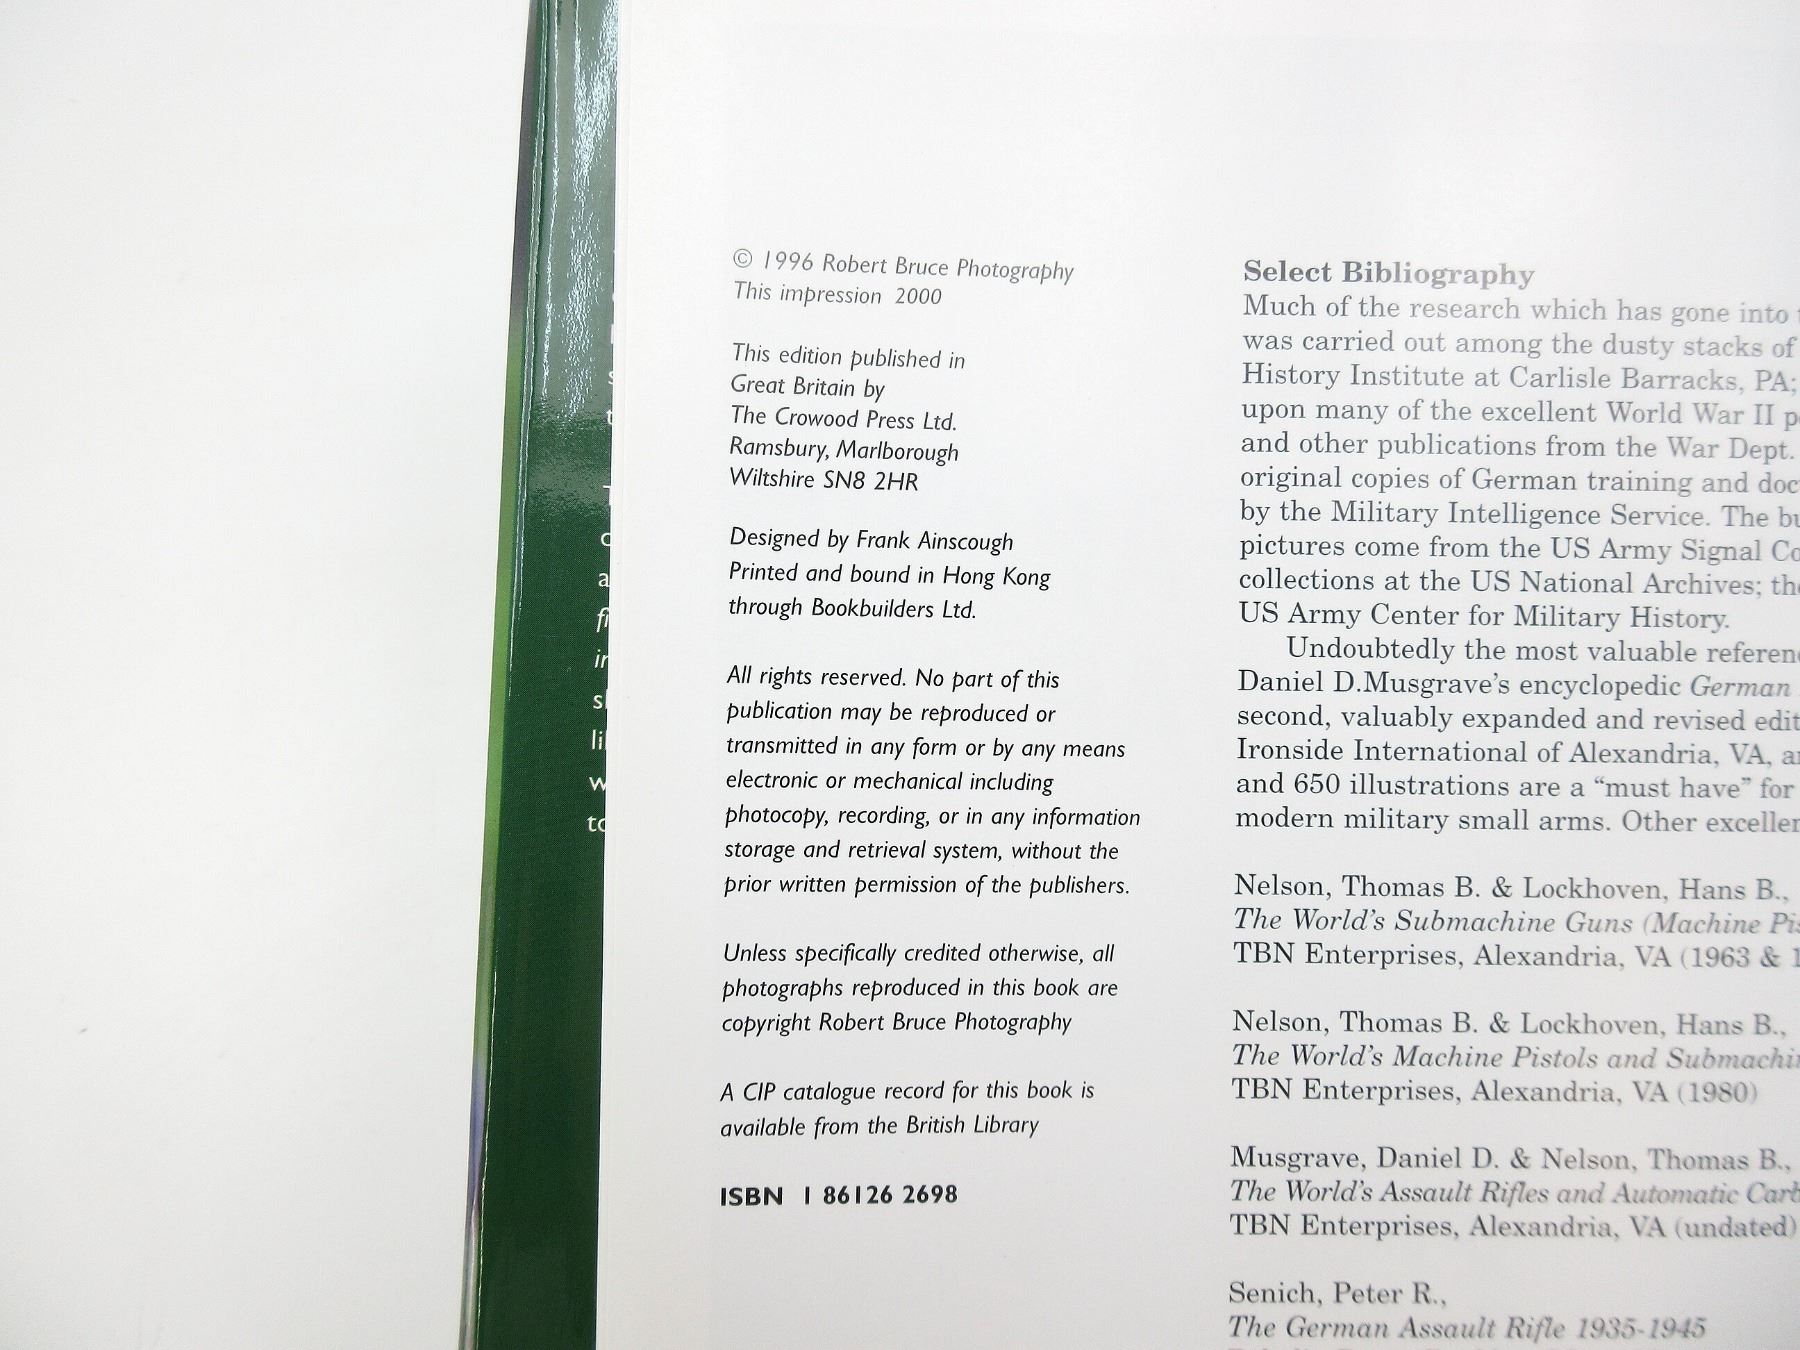 © 1996 Robert Bruce Photography
This impression 2000
This edition published in
Great Britain by
The Crowood Press Ltd.
Ramsbury, Marlborough
Wiltshire SN8 2HR
Designed by Frank Ainscough
Printed and bound in Hong Kong
through Bookbuilders Ltd.
All rights reserved. No part of this
publication may be reproduced or
transmitted in any form or by any means
electronic or mechanical including
photocopy, recording, or in any information
storage and retrieval system, without the
prior written permission of the publishers.
Unless specifically credited otherwise, all
photographs reproduced in this book are
copyright Robert Bruce Photography
A CIP catalogue record for this book is
available from the British Library
ISBN 1 86126 2698
Select Bibliography
Much of the research which has gone into
was carried out among the dusty stacks of
History Institute at Carlisle Barracks, PA;
upon many of the excellent World War II
and other publications from the War Dept.
original copies of German training and
by the Military Intelligence Service. The
pictures come from the US Army Signal
collections at the US National Archives;
US Army Center for Military History.
Undoubtedly the most valuable
Daniel D.Musgrave's encyclopedic German
second, valuably expanded and revised
Ironside International of Alexandria, VA,
and 650 illustrations are a “must have” for
modern military small arms. Other
Nelson, Thomas B. & Lockhoven, Hans B.,
The World's Submachine Guns (Machine
TBN Enterprises, Alexandria, VA (1963 &
Nelson, Thomas B. & Lockhoven, Hans B.,
The World's Machine Pistols and
TBN Enterprises, Alexandria, VA (1980)
Musgrave, Daniel D. & Nelson, Thomas B.,
The World's Assault Rifles and Automatic
TBN Enterprises, Alexandria, VA (undated)
Senich, Peter R.,
The German Assault Rifle 1935-1945